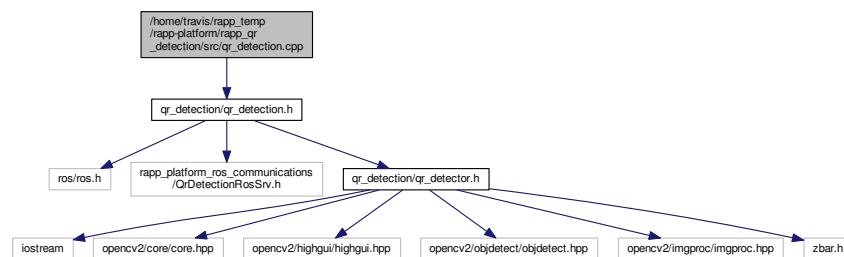 /home/travis/rapp_temp
/rapp-platform/rapp_qr
_detection/src/qr_detection.cpp
qr_detection/qr_detection.h
ros/ros.h
rapp_platform_ros_communications
/QrDetectionRosSrv.h
qr_detection/qr_detector.h
iostream
opencv2/core/core.hpp
opencv2/highgui/highgui.hpp
opencv2/objdetect/objdetect.hpp
opencv2/imgproc/imgproc.hpp
zbar.h